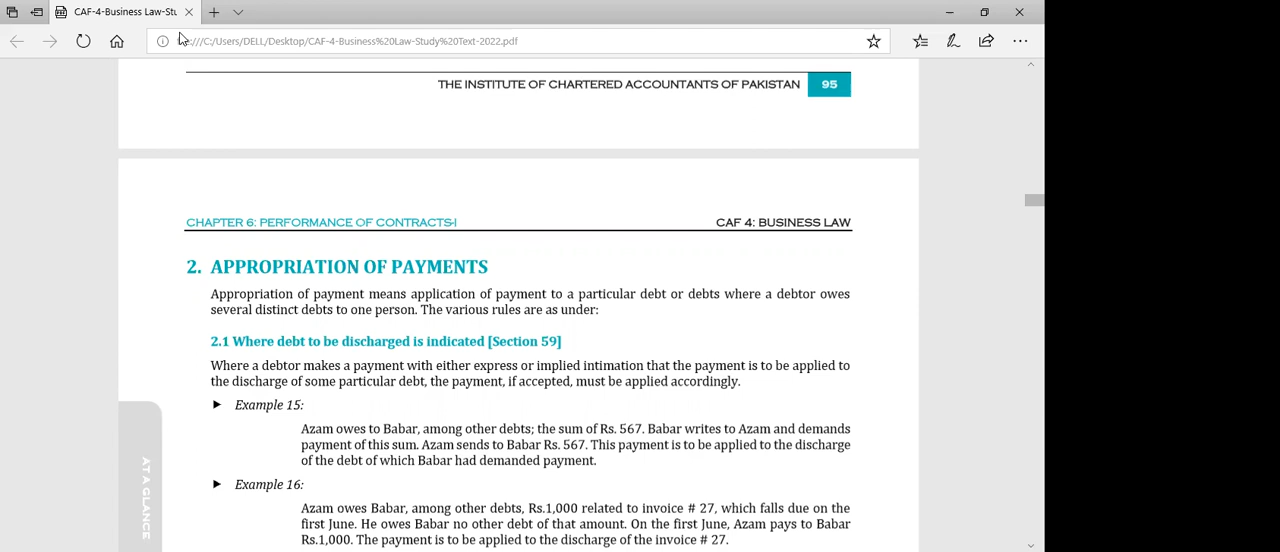 CAF-4-Business Law-Stu
:///C:/Users/DELL/Desktop/CAF-4-Business%20Law-Study%20Text-2022.pdf
THE INSTITUTE OF CHARTERED ACCOUNTANTS OF PAKISTAN 95
CHAPTER 6: PERFORMANCE OF CONTRACTS-I CAF 4: BUSINESS LAW
2. APPROPRIATION OF PAYMENTS
Appropriation of payment means application of payment to a particular debt or debts where a debtor owes
several distinct debts to one person. The various rules are as under:
2.1 Where debt to be discharged is indicated [Section 59]
Where a debtor makes a payment with either express or implied intimation that the payment is to be applied to
the discharge of some particular debt, the payment, if accepted, must be applied accordingly.
Example 15:
Azam owes to Babar, among other debts; the sum of Rs. 567. Babar writes to Azam and demands
payment of this sum. Azam sends to Babar Rs. 567. This payment is to be applied to the discharge
of the debt of which Babar had demanded payment.
Example 16:
Azam owes Babar, among other debts, Rs.1,000 related to invoice # 27, which falls due on the
first June. He owes Babar no other debt of that amount. On the first June, Azam pays to Babar
Rs.1,000. The payment is to be applied to the discharge of the invoice # 27.
AT A GLANCE